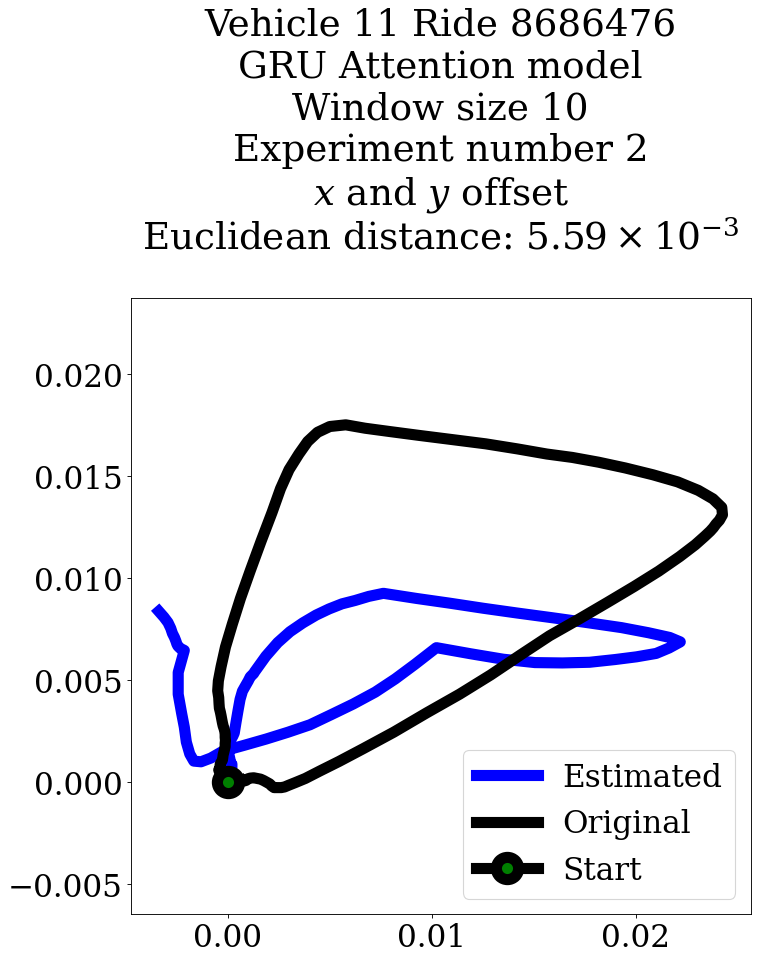 Vehicle 11 Ride 8686476
GRU Attention model
Window size 10
Experiment number 2
x and y offset
Euclidean distance: 5.59 × 10⁻³
0.020
0.015
0.010
0.005
0.000
−0.005
Estimated
Original
Start
0.00 0.01 0.02